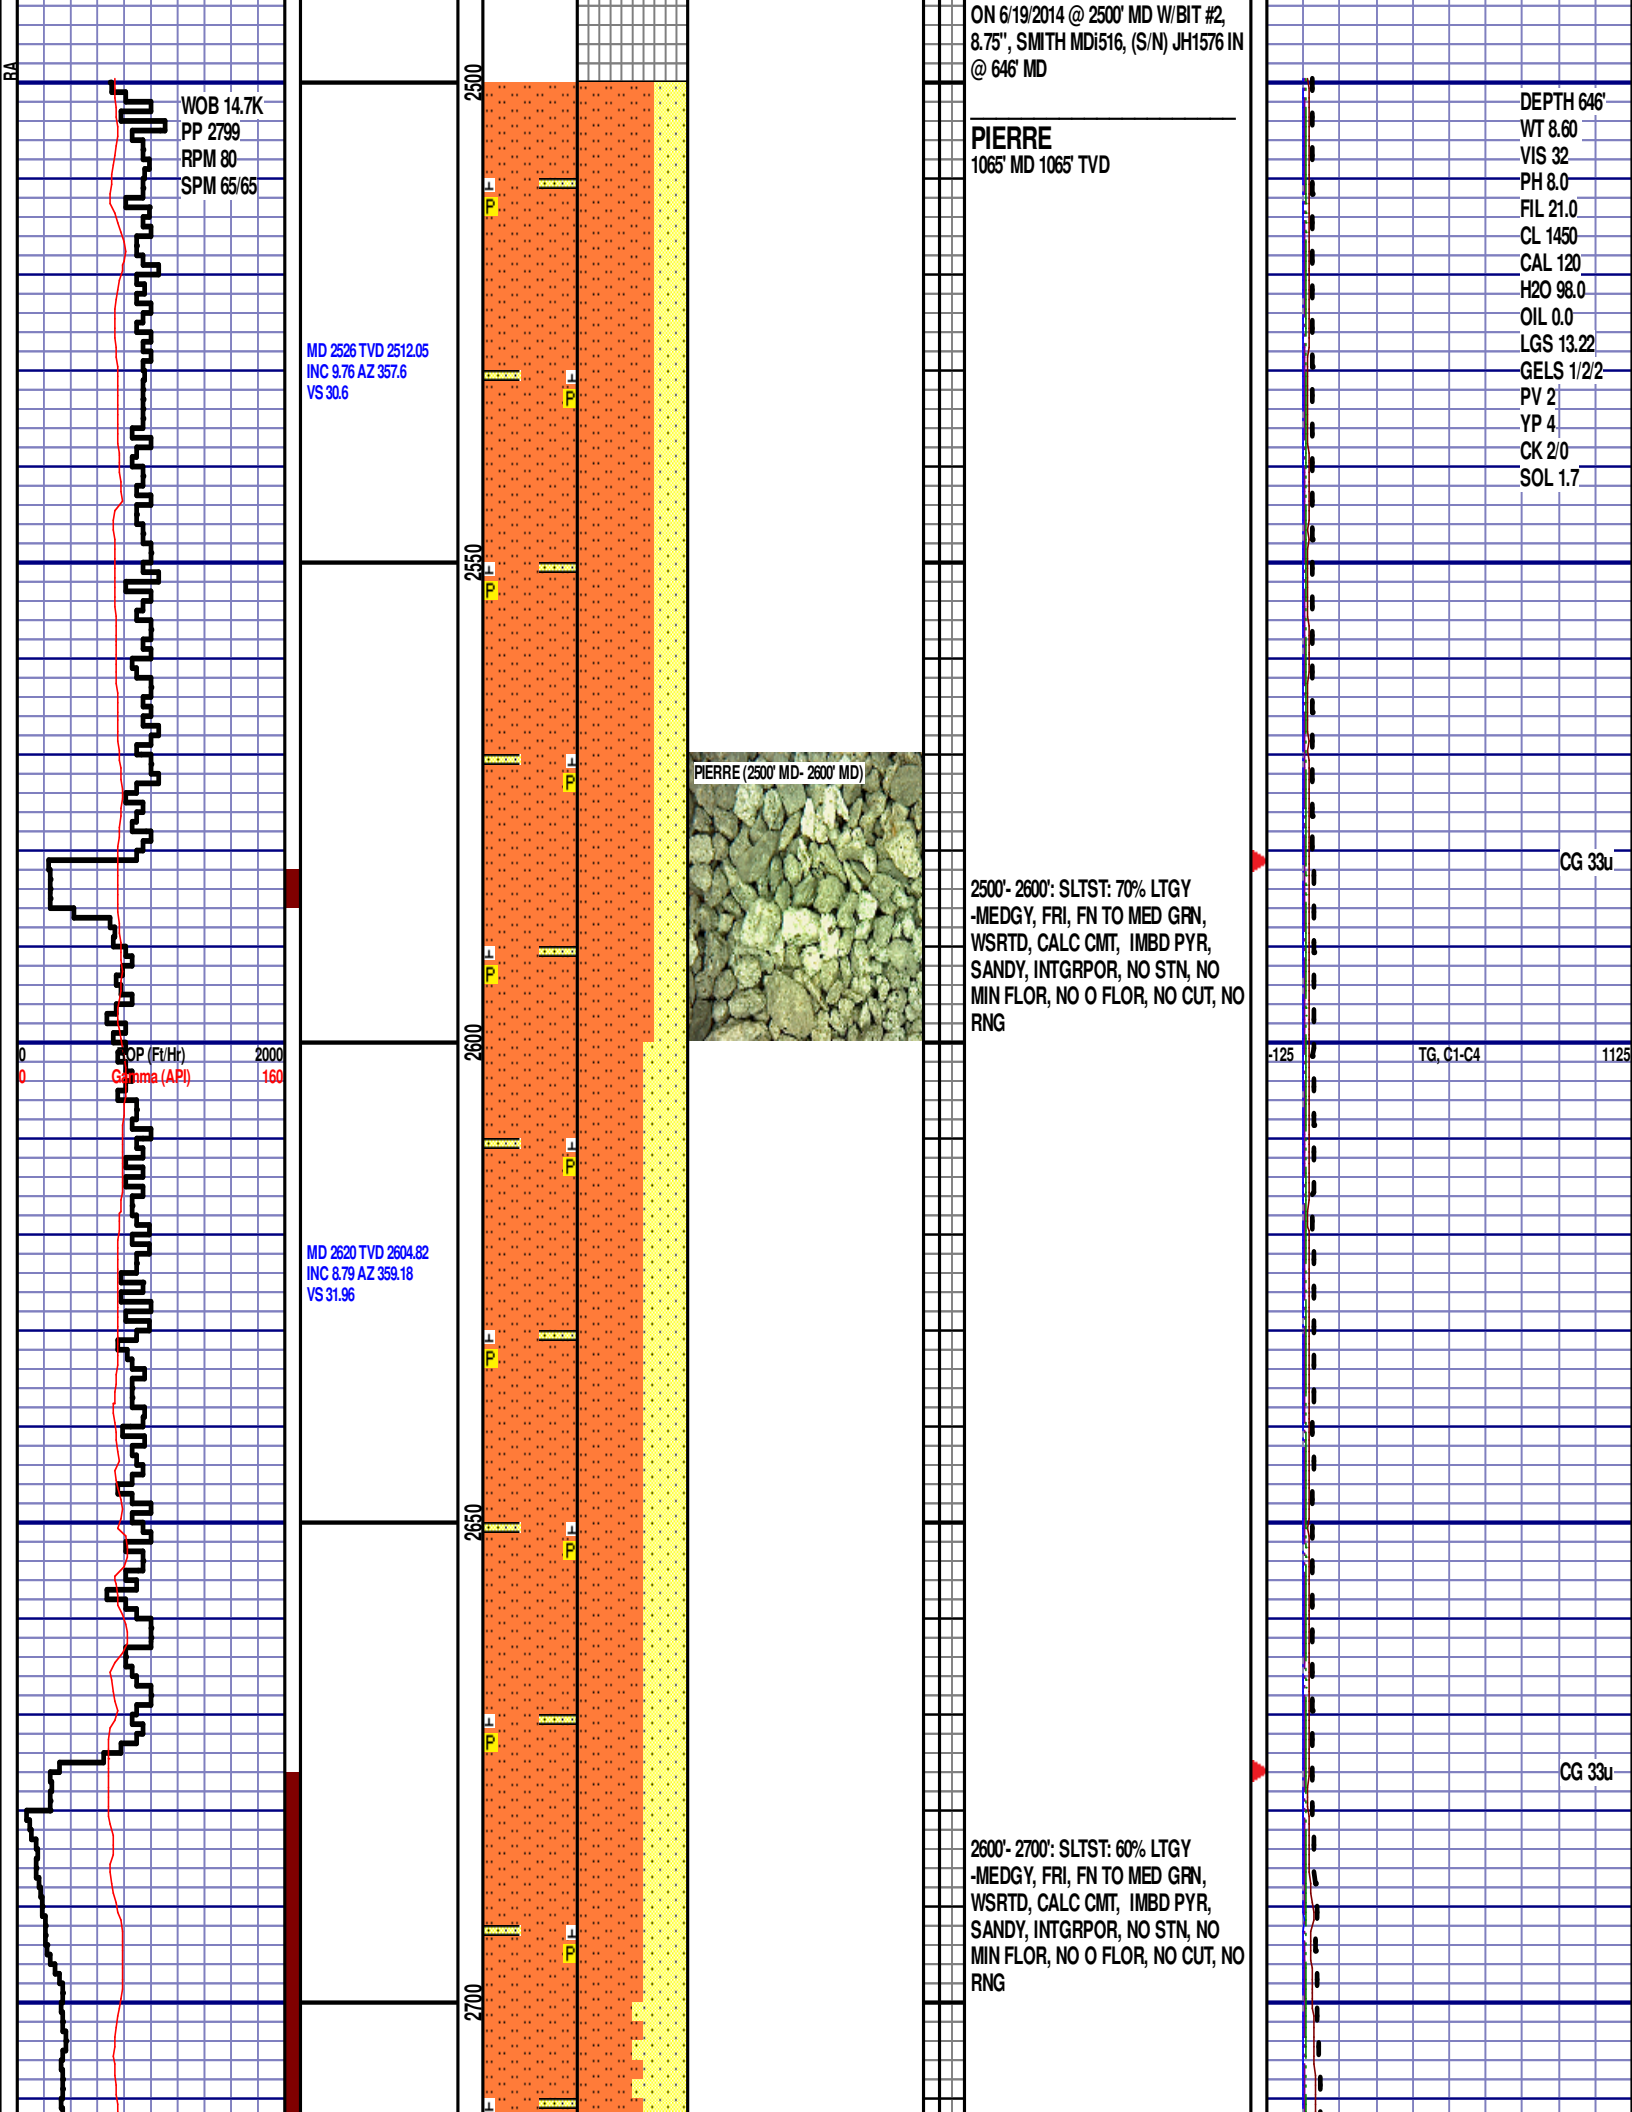 ON 6/19/2014 @ 2500' MD W/BIT #2,
8.75", SMITH MDi516, (S/N) JH1576 IN
@ 646' MD
RA
2500
WOB 14.7K
PP 2799
RPM 80
SPM 65/65
PIERRE
1065' MD 1065' TVD
DEPTH 646'
WT 8.60
VIS 32
PH 8.0
FIL 21.0
CL 1450
CAL 120
H2O 98.0
OIL 0.0
LGS 13.22
GELS 1/2/2
PV 2
YP 4
CK 2/0
SOL 1.7
P
MD 2526 TVD 2512.05
INC 9.76 AZ 357.6
VS 30.6
P
2550
P
PIERRE (2500' MD- 2600' MD)
P
CG 33u
2500'- 2600': SLTST: 70% LTGY
-MEDGY, FRI, FN TO MED GRN,
WSRTD, CALC CMT, IMBD PYR,
SANDY, INTGRPOR, NO STN, NO
MIN FLOR, NO O FLOR, NO CUT, NO
RNG
P
2600
0 OP (Ft/Hr) 2000
0 Gamma (API) 160
-125 TG, C1-C4 1125
P
MD 2620 TVD 2604.82
INC 8.79 AZ 359.18
VS 31.96
P
2650
P
P
CG 33u
2600'- 2700': SLTST: 60% LTGY
-MEDGY, FRI, FN TO MED GRN,
WSRTD, CALC CMT, IMBD PYR,
SANDY, INTGRPOR, NO STN, NO
MIN FLOR, NO O FLOR, NO CUT, NO
RNG
P
2700